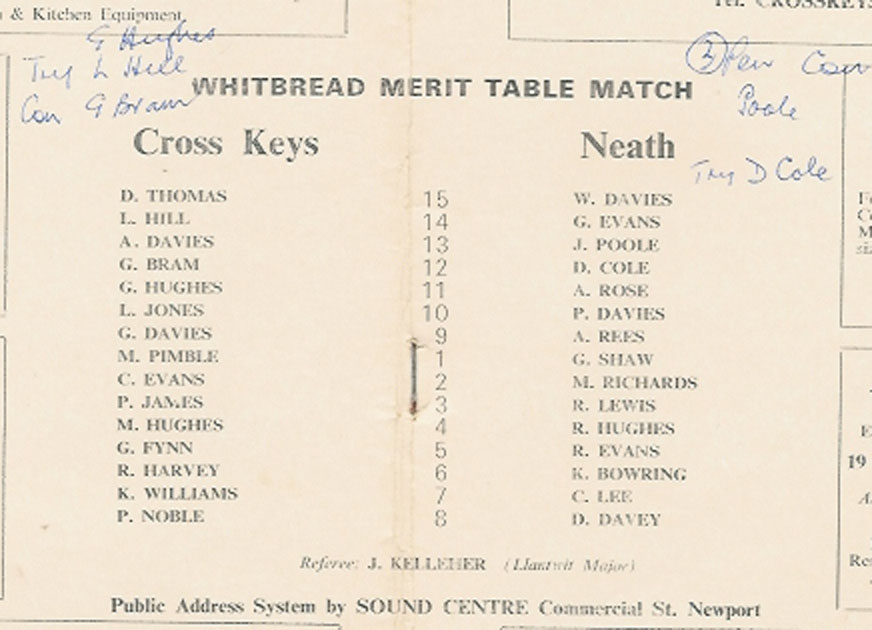 & Kitchen Equipment
Tel. CROSSKEYS
G Hughes
Try L Hill
Con G Bram
Pen
Poole
Try D Cole
WHITBREAD MERIT TABLE MATCH
Cross Keys Neath
D. THOMAS 15 W. DAVIES
L. HILL 14 G. EVANS
A. DAVIES 13 J. POOLE
G. BRAM 12 D. COLE
G. HUGHES 11 A. ROSE
L. JONES 10 P. DAVIES
G. DAVIES 9 A. REES
M. PIMBLE 1 G. SHAW
C. EVANS 2 M. RICHARDS
P. JAMES 3 R. LEWIS
M. HUGHES 4 R. HUGHES
G. FYNN 5 R. EVANS
R. HARVEY 6 K. BOWRING
K. WILLIAMS 7 C. LEE
P. NOBLE 8 D. DAVEY
19
Referee: J. KELLEHER (Llantwit Major)
Public Address System by SOUND CENTRE Commercial St. Newport